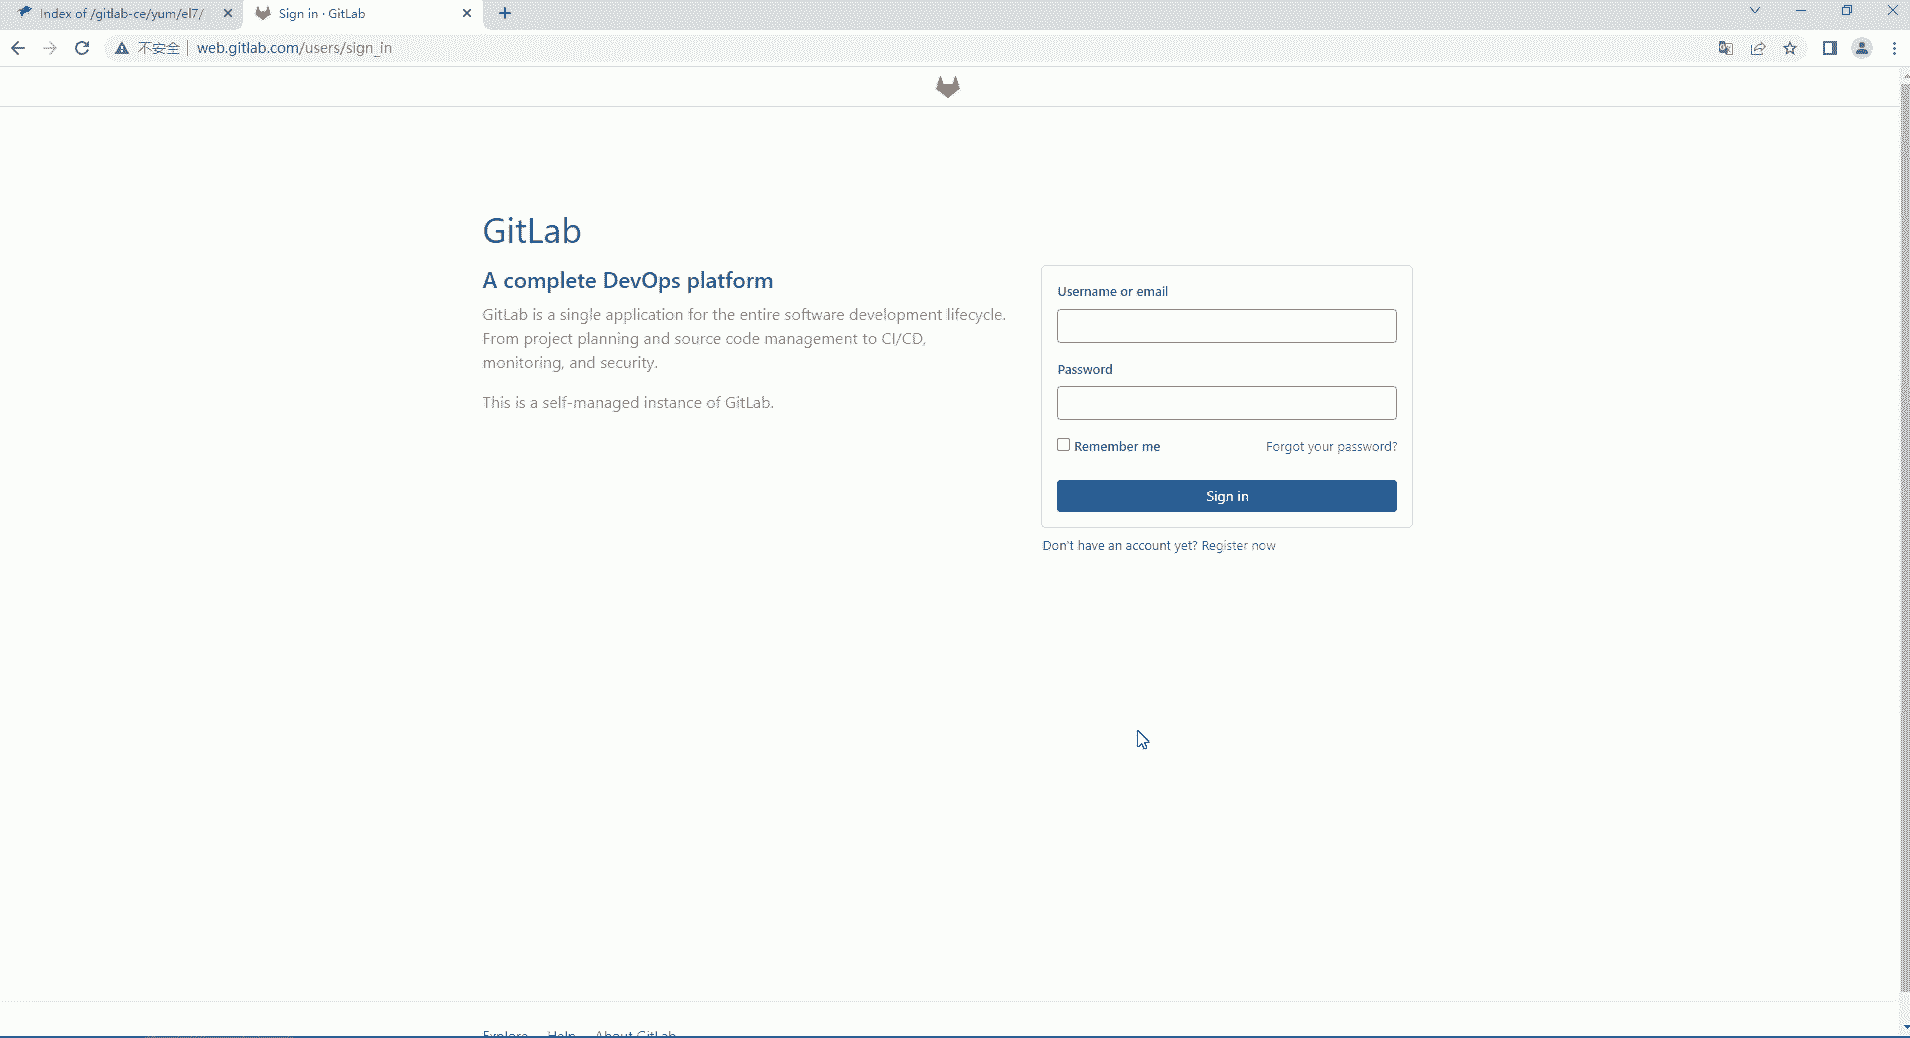 Index of /gitlab-ce/yum/el7/
Sign in · GitLab
不安全
web.gitlab.com/users/sign_in
GitLab
A complete DevOps platform
GitLab is a single application for the entire software development lifecycle.
From project planning and source code management to CI/CD,
monitoring, and security.
This is a self-managed instance of GitLab.
Username or email
Password
Remember me
Forgot your password?
Sign in
Don't have an account yet? Register now
Explore Help About GitLab